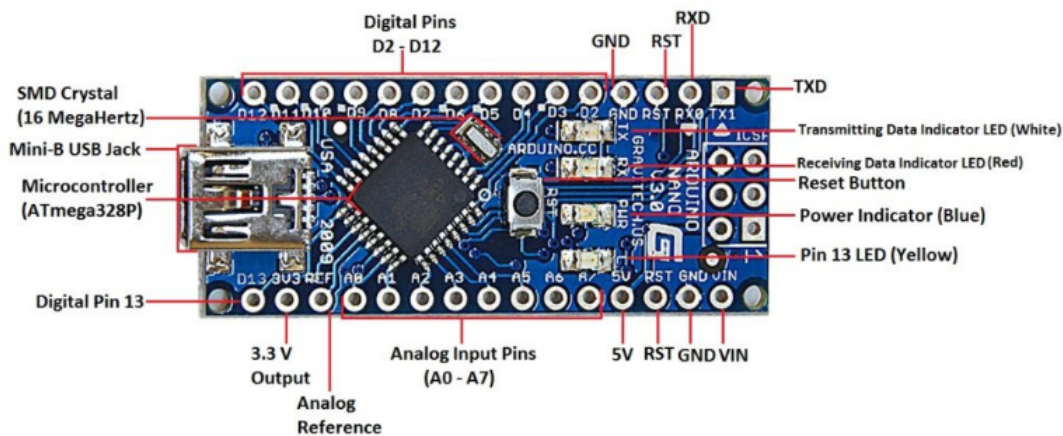 Digital Pins
D2 - D12
GND
RST
RXD
TXD
SMD Crystal
(16 MegaHertz)
Mini-B USB Jack
Microcontroller
(ATmega328P)
Digital Pin 13
3.3 V
Output
Analog
Reference
Analog Input Pins
(A0 - A7)
5V
RST
GND
VIN
Transmitting Data Indicator LED (White)
Receiving Data Indicator LED (Red)
Reset Button
Power Indicator (Blue)
Pin 13 LED (Yellow)
D12 D11 D10 D9 D8 D7 D6 D5 D4 D3 D2 GND RST RX0 TX1
TX
RX
PWR
L
ARDUINO.CC
RST
USA
2009
GRAVITECH.US
ARDUINO
NANO
V3.0
ICSP
1
D13 3V3 REF A0 A1 A2 A3 A4 A5 A6 A7 5V RST GND VIN